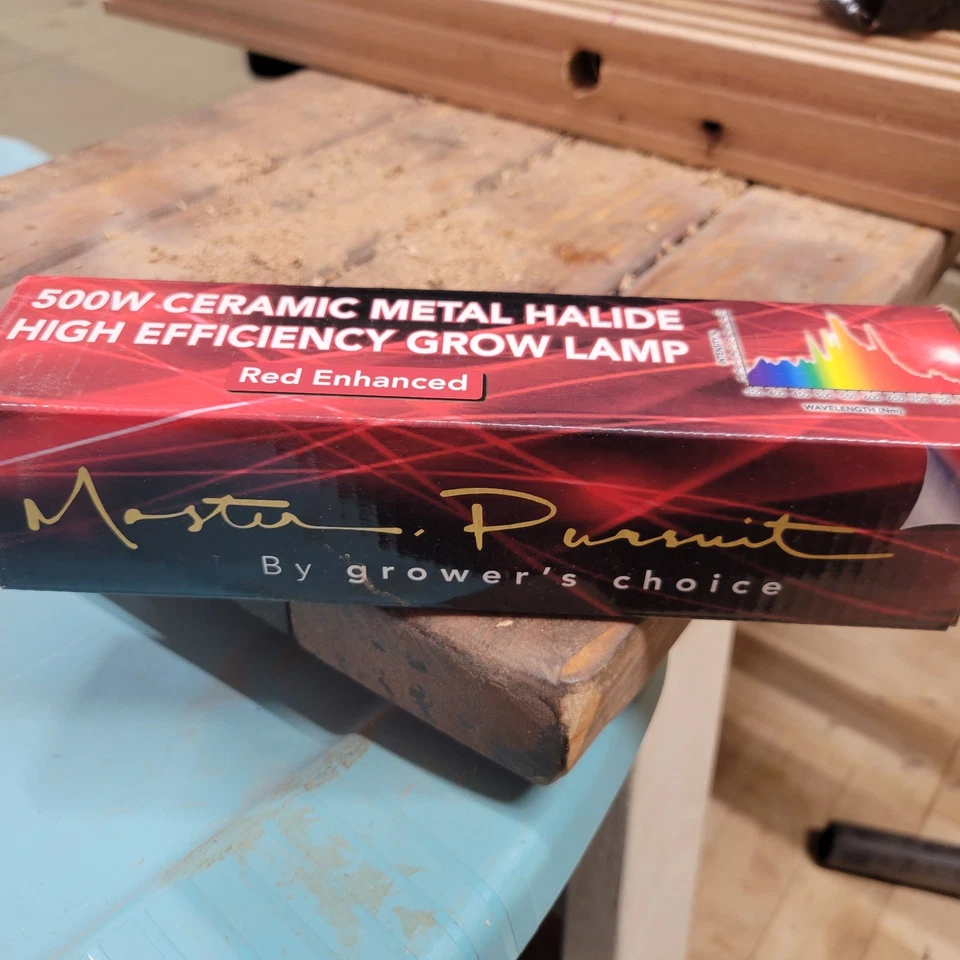 500W CERAMIC METAL HALIDE
HIGH EFFICIENCY GROW LAMP
Red Enhanced
WAVELENGTH (Nm)
Master Pursuit
By grower's choice